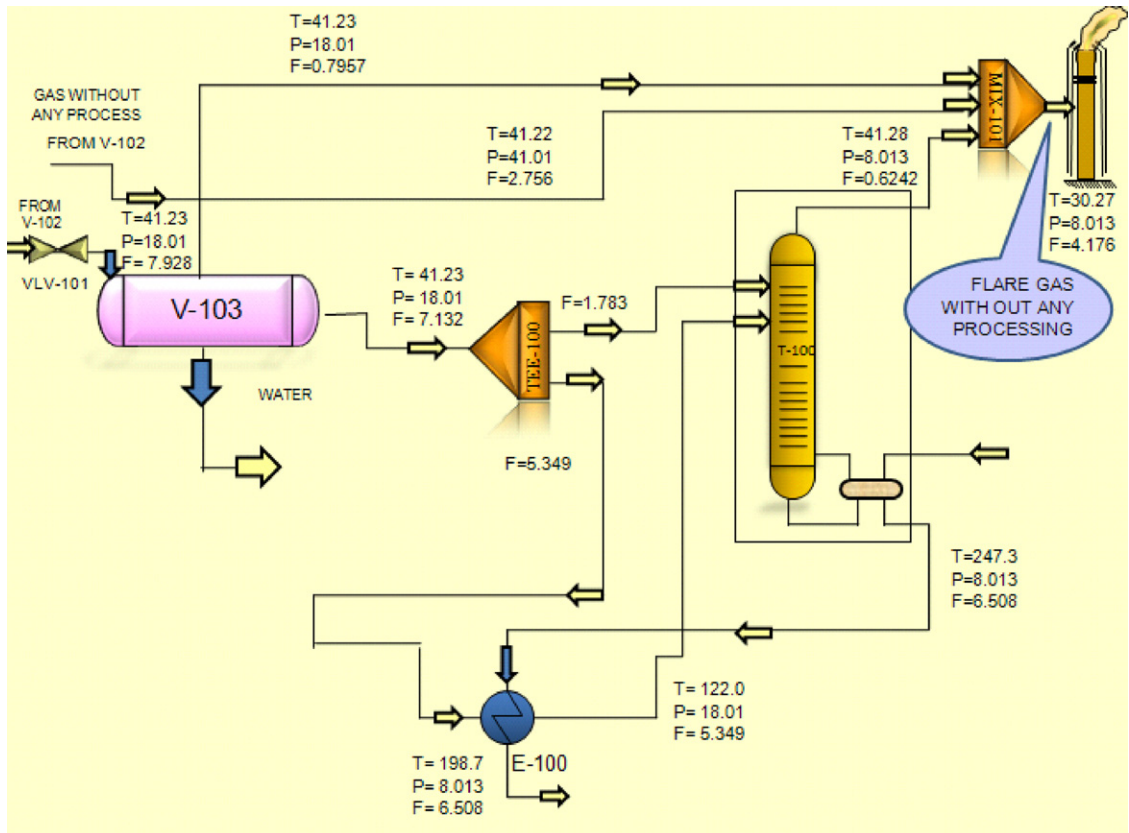 T=41.23
P=18.01
F=0.7957
GAS WITHOUT
ANY PROCESS
FROM V-102
T=41.22
P=41.01
F=2.756
T=41.28
P=8.013
F=0.6242
MIX-101
T=30.27
P=8.013
F=4.176
FROM
V-102
T=41.23
P=18.01
F= 7.928
VLV-101
V-103
T= 41.23
P= 18.01
F= 7.132
F=1.783
TEE-100
T-100
FLARE GAS
WITH OUT ANY
PROCESSING
WATER
F=5.349
T=247.3
P=8.013
F=6.508
T= 122.0
P= 18.01
F= 5.349
E-100
T= 198.7
P= 8.013
F= 6.508